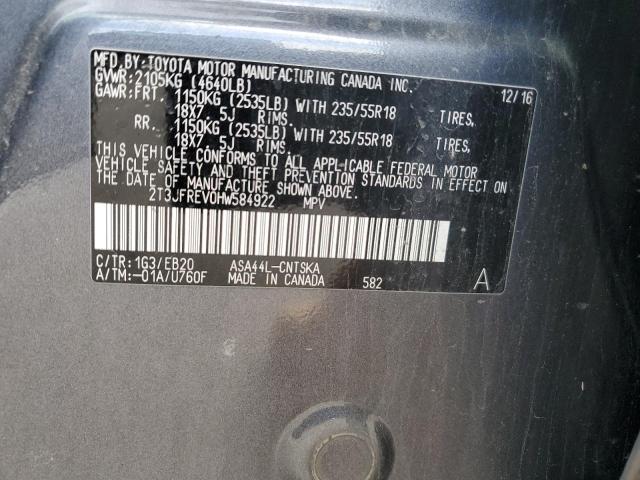 MFD. BY: TOYOTA MOTOR MANUFACTURING CANADA INC.
GVWR: 2105KG (4640LB) 12/16
GAWR: FRT. 1150KG (2535LB) WITH 235/55R18 TIRES,
18X7. 5J RIMS.
RR. 1150KG (2535LB) WITH 235/55R18 TIRES,
18X7. 5J RIMS.
THIS VEHICLE CONFORMS TO ALL APPLICABLE FEDERAL MOTOR
VEHICLE SAFETY AND THEFT PREVENTION STANDARDS IN EFFECT ON
THE DATE OF MANUFACTURE SHOWN ABOVE.
2T3JFREV0HW584922 MPV
C/TR: 1G3/EB20 ASA44L-CNTSKA
A/TM:-01A/U760F MADE IN CANADA 582 A